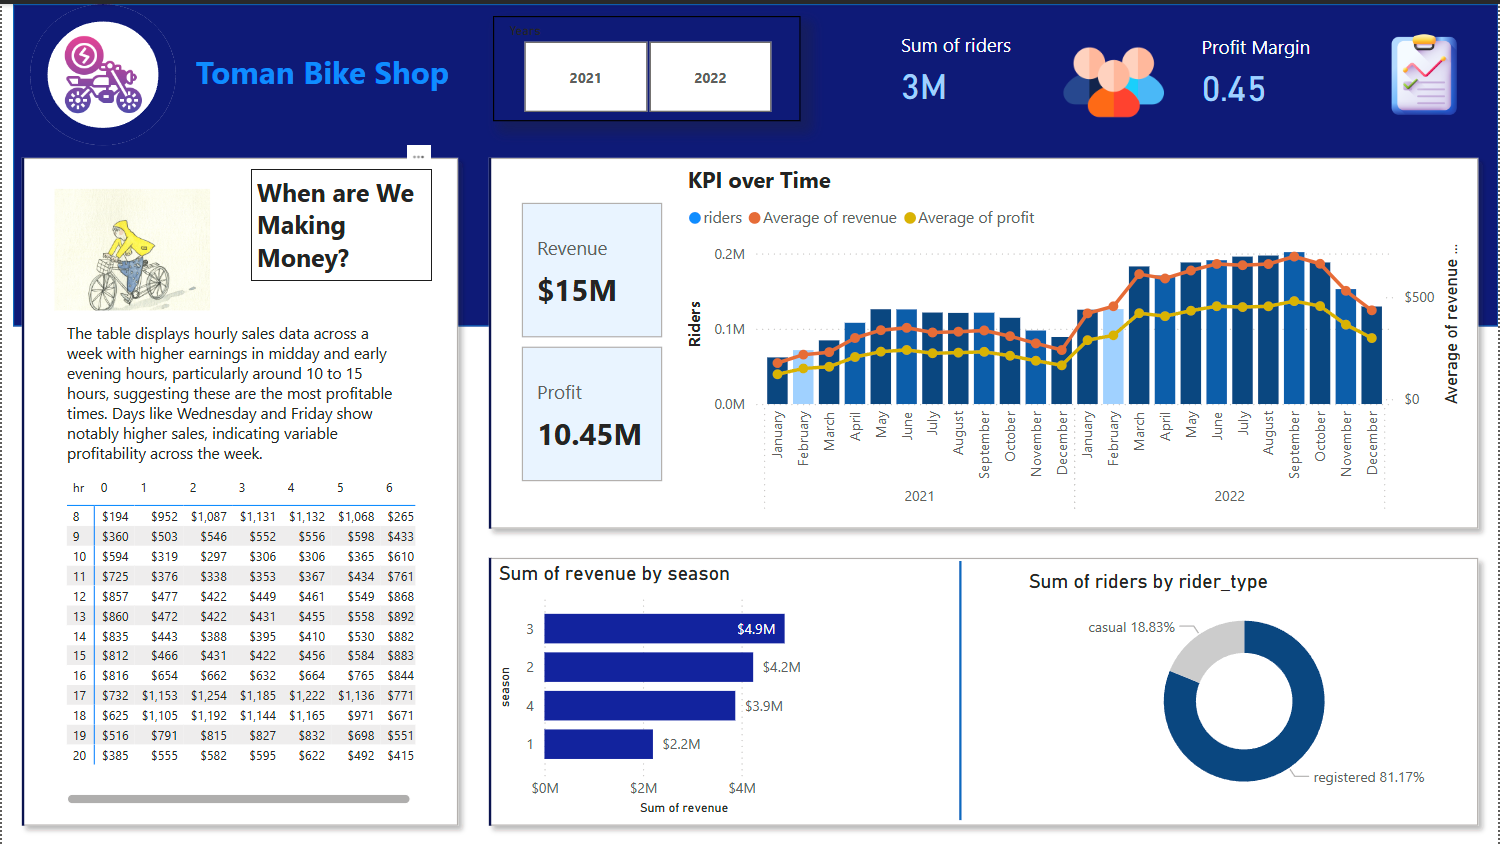 Toman Bike Shop
2021
2022
Sum of riders
3M
Profit Margin
0.45
When are We
Making
Money?
The table displays hourly sales data across a
week with higher earnings in midday and early
evening hours, particularly around 10 to 15
hours, suggesting these are the most profitable
times. Days like Wednesday and Friday show
notably higher sales, indicating variable
profitability across the week.
hr 0 1 2 3 4 5 6
8 $194 $952 $1,087 $1,131 $1,132 $1,068 $265
9 $360 $503 $546 $552 $556 $598 $433
10 $594 $319 $297 $306 $306 $365 $610
11 $725 $376 $338 $353 $367 $434 $761
12 $857 $477 $422 $449 $461 $549 $868
13 $860 $472 $422 $431 $455 $558 $892
14 $835 $443 $388 $395 $410 $530 $882
15 $812 $466 $431 $422 $456 $584 $883
16 $816 $654 $662 $632 $664 $765 $844
17 $732 $1,153 $1,254 $1,185 $1,222 $1,136 $771
18 $625 $1,105 $1,192 $1,144 $1,165 $971 $671
19 $516 $791 $815 $827 $832 $698 $551
20 $385 $555 $582 $595 $622 $492 $415
Revenue
$15M
Profit
10.45M
KPI over Time
riders Average of revenue Average of profit
Riders
0.2M
0.1M
0.0M
$500
$0
Average of revenue ...
January February March April May June July August September October November December January February March April May June July August September October November December
2021 2022
Sum of revenue by season
season
3 $4.9M
2 $4.2M
4 $3.9M
1 $2.2M
$0M $2M $4M
Sum of revenue
Sum of riders by rider_type
casual 18.83%
registered 81.17%